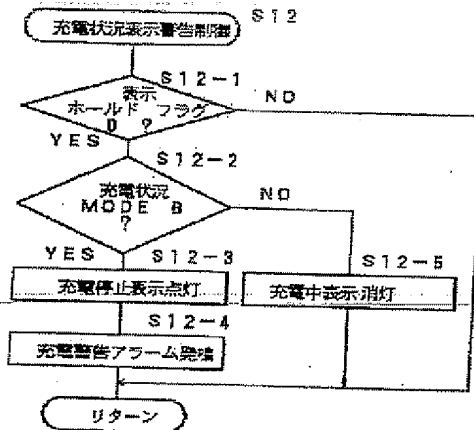 充電状況表示警告制御
S12
S12-1
表示
ホールド フラグ
0 ?
NO
YES
S12-2
充電状況
MODE B
?
NO
YES
S12-3
S12-5
充電停止表示点灯
充電中表示消灯
S12-4
充電警告アラーム発報
リターン